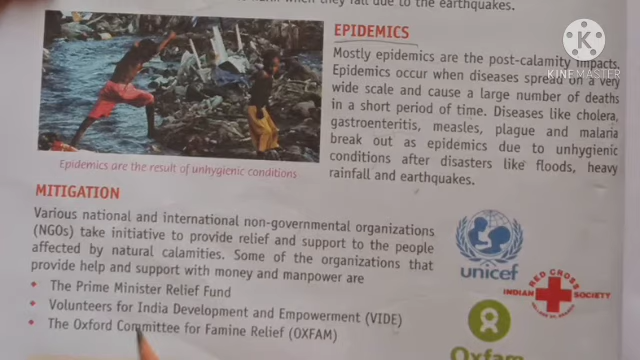 fall due to the earthquakes.
EPIDEMICS
Mostly epidemics are the post-calamity impacts.
Epidemics occur when diseases spread on a very
wide scale and cause a large number of deaths
in a short period of time. Diseases like cholera,
gastroenteritis, measles, plague and malaria
break out as epidemics due to unhygienic
conditions after disasters like floods, heavy
rainfall and earthquakes.
KINEMASTER
Epidemics are the result of unhygienic conditions
MITIGATION
Various national and international non-governmental organizations
(NGOs) take initiative to provide relief and support to the people
affected by natural calamities. Some of the organizations that
provide help and support with money and manpower are
• The Prime Minister Relief Fund
• Volunteers for India Development and Empowerment (VIDE)
• The Oxford Committee for Famine Relief (OXFAM)
unicef
INDIAN RED CROSS SOCIETY
Oxfam